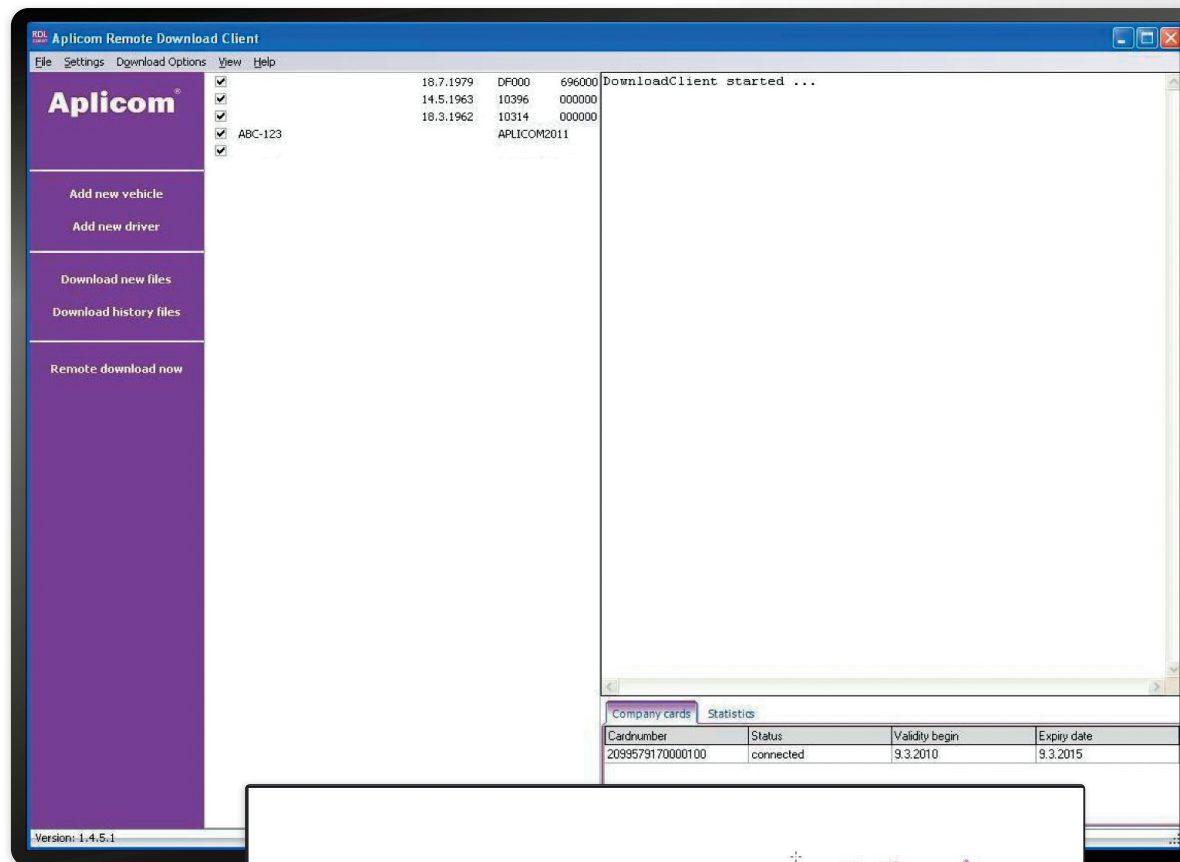 RDL CLIENT Aplicom Remote Download Client
File Settings Download Options View Help
Aplicom®
Add new vehicle
Add new driver
Download new files
Download history files
Remote download now
18.7.1979 DF000 696000
14.5.1963 10396 000000
18.3.1962 10314 000000
ABC-123 APLICOM2011
DownloadClient started ...
Company cards Statistics
Cardnumber Status Validity begin Expiry date
2099579170000100 connected 9.3.2010 9.3.2015
Version: 1.4.5.1